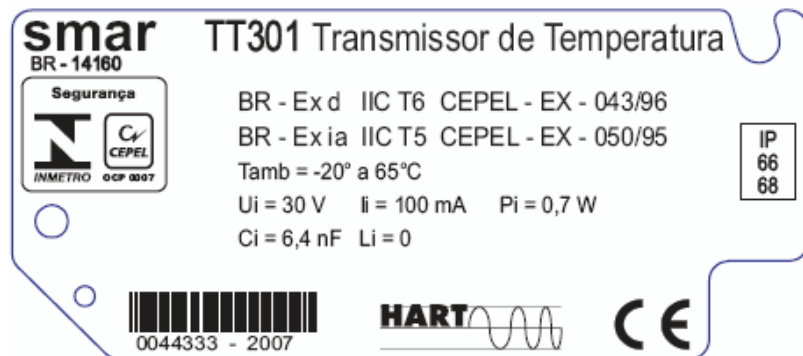 smar
BR - 14160
TT301 Transmissor de Temperatura
Segurança
INMETRO
CEPEL
OCP 0007
BR - Ex d IIC T6 CEPEL - EX - 043/96
BR - Ex ia IIC T5 CEPEL - EX - 050/95
Tamb = -20° a 65°C
Ui = 30 V Ii = 100 mA Pi = 0,7 W
Ci = 6,4 nF Li = 0
IP
66
68
0044333 - 2007
HART
CE